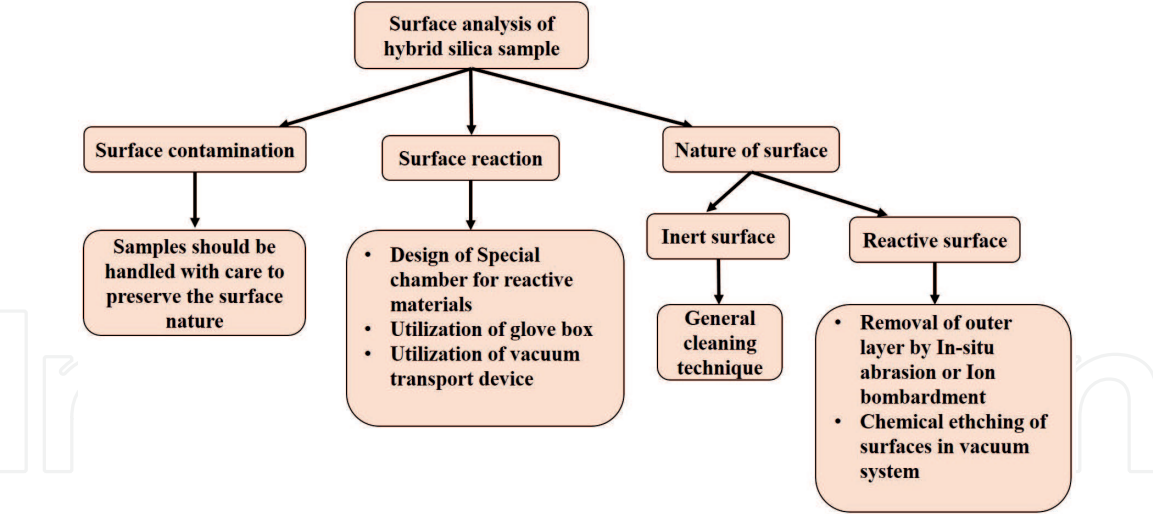 Surface analysis of
hybrid silica sample
Surface contamination
Surface reaction
Nature of surface
Samples should be
handled with care to
preserve the surface
nature
• Design of Special
chamber for reactive
materials
• Utilization of glove box
• Utilization of vacuum
transport device
Inert surface
Reactive surface
General
cleaning
technique
• Removal of outer
layer by In-situ
abrasion or Ion
bombardment
• Chemical ethching of
surfaces in vacuum
system